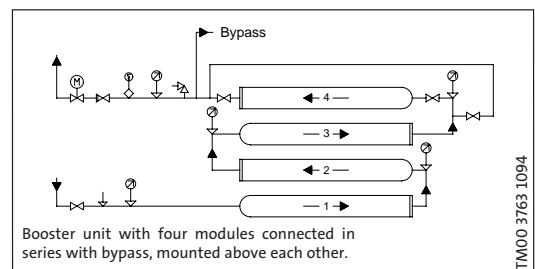 Bypass
M
S
4
3
2
1
Booster unit with four modules connected in
series with bypass, mounted above each other.
TM00 3763 1094